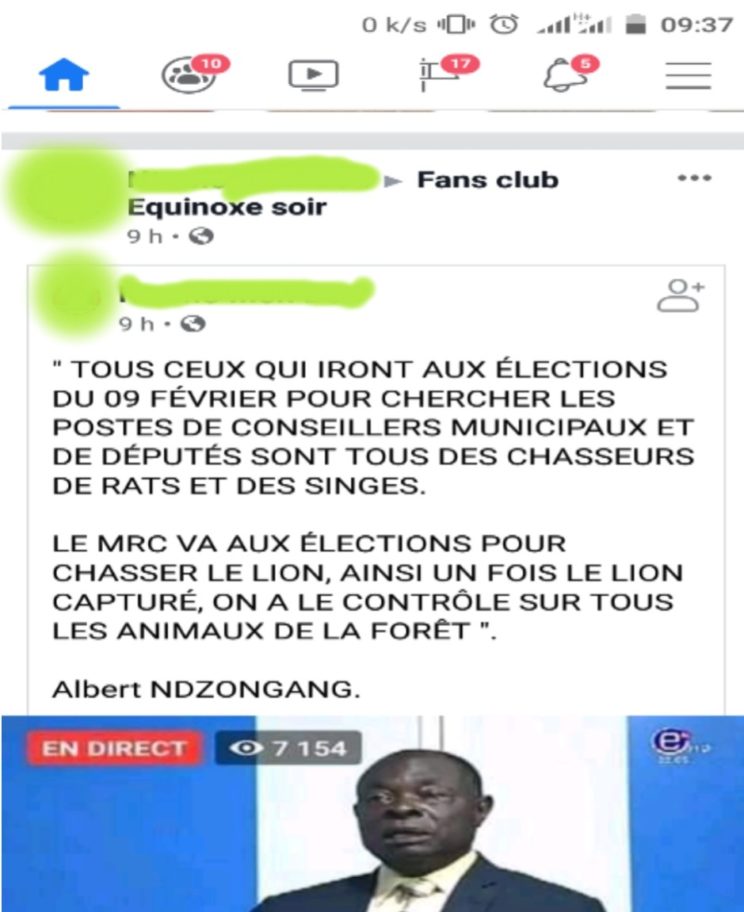 0 k/s 09:37
10 17 5
Fans club
Equinoxe soir
9 h ·
9 h ·
" TOUS CEUX QUI IRONT AUX ÉLECTIONS
DU 09 FÉVRIER POUR CHERCHER LES
POSTES DE CONSEILLERS MUNICIPAUX ET
DE DÉPUTÉS SONT TOUS DES CHASSEURS
DE RATS ET DES SINGES.
LE MRC VA AUX ÉLECTIONS POUR
CHASSER LE LION, AINSI UN FOIS LE LION
CAPTURÉ, ON A LE CONTRÔLE SUR TOUS
LES ANIMAUX DE LA FORÊT ".
Albert NDZONGANG.
EN DIRECT 7 154